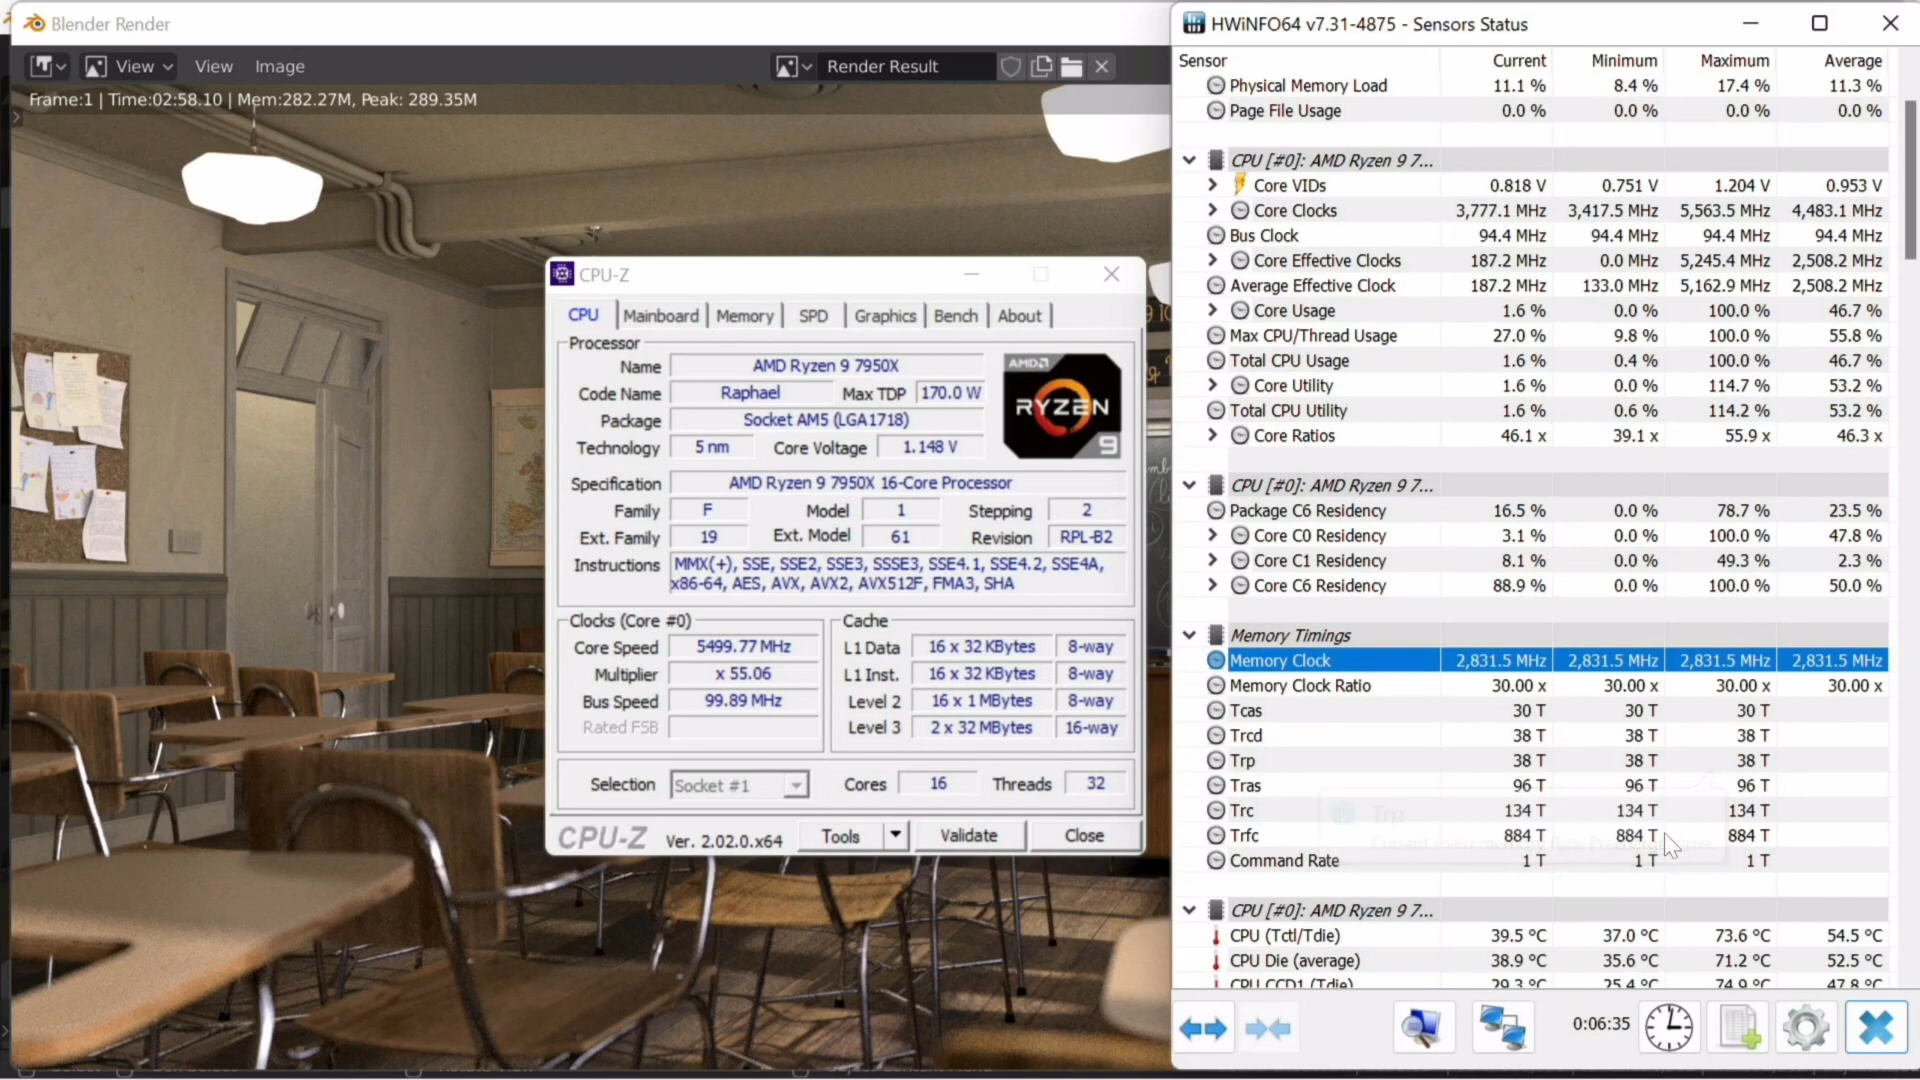 Blender Render
View View Image Render Result
Frame:1 | Time:02:58.10 | Mem:282.27M, Peak: 289.35M
CPU-Z
CPU Mainboard Memory SPD Graphics Bench About
Processor
Name AMD Ryzen 9 7950X
Code Name Raphael Max TDP 170.0 W
Package Socket AM5 (LGA1718)
Technology 5 nm Core Voltage 1.148 V
AMD
RYZEN
9
Specification AMD Ryzen 9 7950X 16-Core Processor
Family F Model 1 Stepping 2
Ext. Family 19 Ext. Model 61 Revision RPL-B2
Instructions MMX(+), SSE, SSE2, SSE3, SSSE3, SSE4.1, SSE4.2, SSE4A,
x86-64, AES, AVX, AVX2, AVX512F, FMA3, SHA
Clocks (Core #0) Cache
Core Speed 5499.77 MHz L1 Data 16 x 32 KBytes 8-way
Multiplier x 55.06 L1 Inst. 16 x 32 KBytes 8-way
Bus Speed 99.89 MHz Level 2 16 x 1 MBytes 8-way
Rated FSB Level 3 2 x 32 MBytes 16-way
Selection Socket #1 Cores 16 Threads 32
CPU-Z Ver. 2.02.0.x64 Tools Validate Close
HWiNFO64 v7.31-4875 - Sensors Status
Sensor Current Minimum Maximum Average
Physical Memory Load 11.1 % 8.4 % 17.4 % 11.3 %
Page File Usage 0.0 % 0.0 % 0.0 % 0.0 %
CPU [#0]: AMD Ryzen 9 7...
Core VIDs 0.818 V 0.751 V 1.204 V 0.953 V
Core Clocks 3,777.1 MHz 3,417.5 MHz 5,563.5 MHz 4,483.1 MHz
Bus Clock 94.4 MHz 94.4 MHz 94.4 MHz 94.4 MHz
Core Effective Clocks 187.2 MHz 0.0 MHz 5,245.4 MHz 2,508.2 MHz
Average Effective Clock 187.2 MHz 133.0 MHz 5,162.9 MHz 2,508.2 MHz
Core Usage 1.6 % 0.0 % 100.0 % 46.7 %
Max CPU/Thread Usage 27.0 % 9.8 % 100.0 % 55.8 %
Total CPU Usage 1.6 % 0.4 % 100.0 % 46.7 %
Core Utility 1.6 % 0.0 % 114.7 % 53.2 %
Total CPU Utility 1.6 % 0.6 % 114.2 % 53.2 %
Core Ratios 46.1 x 39.1 x 55.9 x 46.3 x
CPU [#0]: AMD Ryzen 9 7...
Package C6 Residency 16.5 % 0.0 % 78.7 % 23.5 %
Core C0 Residency 3.1 % 0.0 % 100.0 % 47.8 %
Core C1 Residency 8.1 % 0.0 % 49.3 % 2.3 %
Core C6 Residency 88.9 % 0.0 % 100.0 % 50.0 %
Memory Timings
Memory Clock 2,831.5 MHz 2,831.5 MHz 2,831.5 MHz 2,831.5 MHz
Memory Clock Ratio 30.00 x 30.00 x 30.00 x 30.00 x
Tcas 30 T 30 T 30 T
Trcd 38 T 38 T 38 T
Trp 38 T 38 T 38 T
Tras 96 T 96 T 96 T
Trc 134 T 134 T 134 T
Trfc 884 T 884 T 884 T
Command Rate 1 T 1 T 1 T
CPU [#0]: AMD Ryzen 9 7...
CPU (Tctl/Tdie) 39.5 °C 37.0 °C 73.6 °C 54.5 °C
CPU Die (average) 38.9 °C 35.6 °C 71.2 °C 52.5 °C
CPU CCD1 (Tdie) 29.3 °C 25.4 °C 74.9 °C 47.8 °C
0:06:35